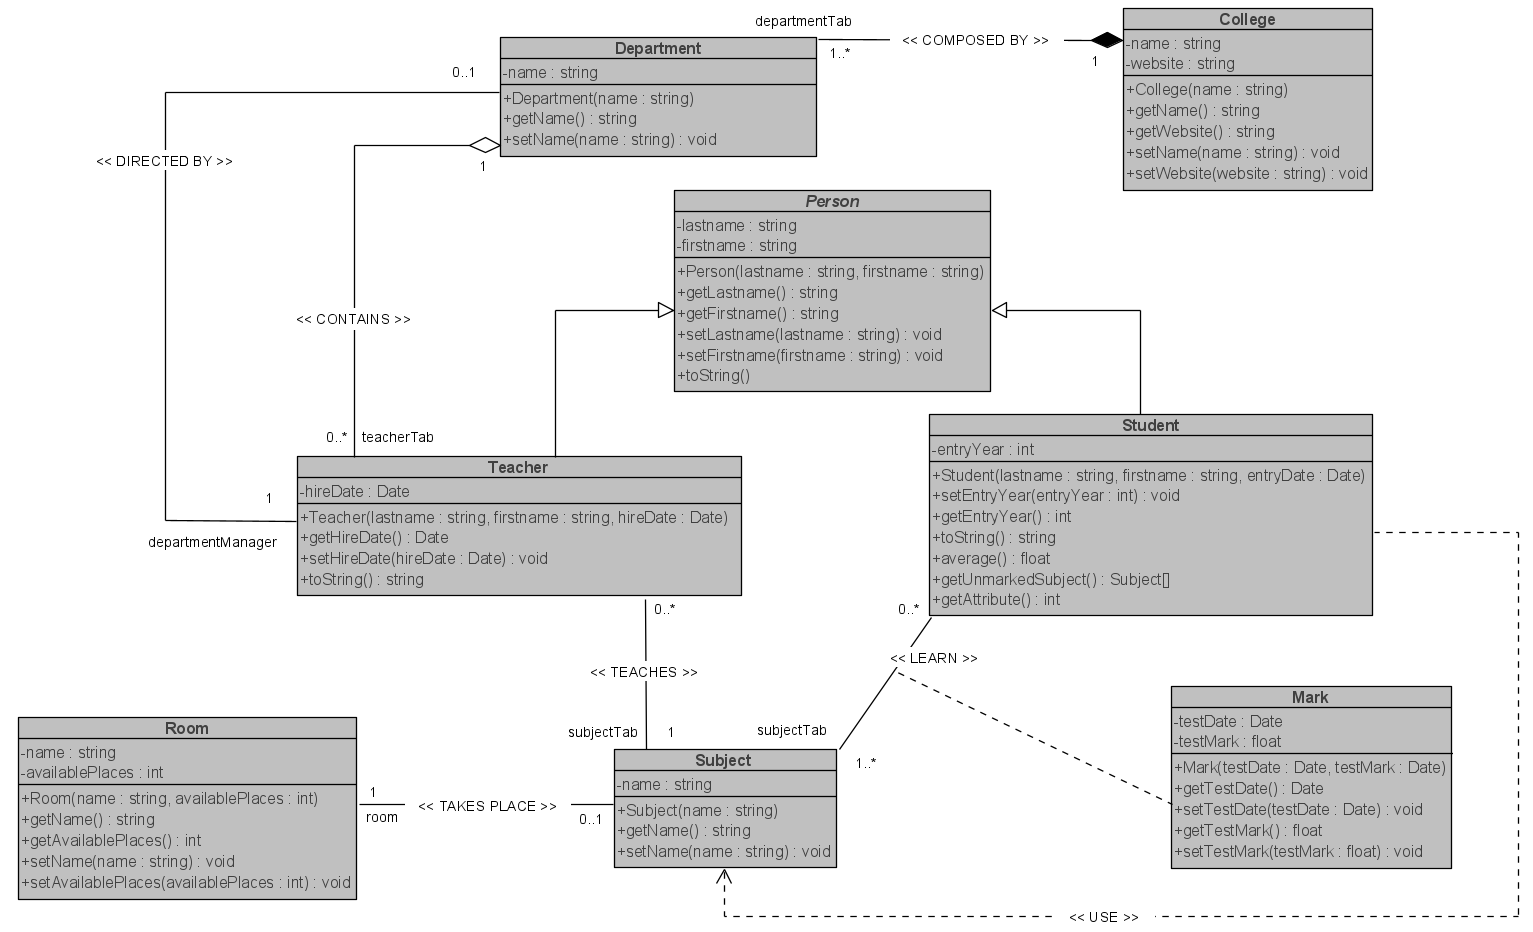 departmentTab
<< COMPOSED BY >>
1..*
1
College
-name : string
-website : string
+College(name : string)
+getName() : string
+getWebsite() : string
+setName(name : string) : void
+setWebsite(website : string) : void
Department
-name : string
+Department(name : string)
+getName() : string
+setName(name : string) : void
0..1
<< DIRECTED BY >>
1
<< CONTAINS >>
Person
-lastname : string
-firstname : string
+Person(lastname : string, firstname : string)
+getLastname() : string
+getFirstname() : string
+setLastname(lastname : string) : void
+setFirstname(firstname : string) : void
+toString()
0..*
teacherTab
1
departmentManager
Teacher
-hireDate : Date
+Teacher(lastname : string, firstname : string, hireDate : Date)
+getHireDate() : Date
+setHireDate(hireDate : Date) : void
+toString() : string
Student
-entryYear : int
+Student(lastname : string, firstname : string, entryDate : Date)
+setEntryYear(entryYear : int) : void
+getEntryYear() : int
+toString() : string
+average() : float
+getUnmarkedSubject() : Subject[]
+getAttribute() : int
0..*
<< TEACHES >>
subjectTab
1
0..*
<< LEARN >>
subjectTab
1..*
Mark
-testDate : Date
-testMark : float
+Mark(testDate : Date, testMark : Date)
+getTestDate() : Date
+setTestDate(testDate : Date) : void
+getTestMark() : float
+setTestMark(testMark : float) : void
Room
-name : string
-availablePlaces : int
+Room(name : string, availablePlaces : int)
+getName() : string
+getAvailablePlaces() : int
+setName(name : string) : void
+setAvailablePlaces(availablePlaces : int) : void
1
room
<< TAKES PLACE >>
0..1
Subject
-name : string
+Subject(name : string)
+getName() : string
+setName(name : string) : void
<< USE >>